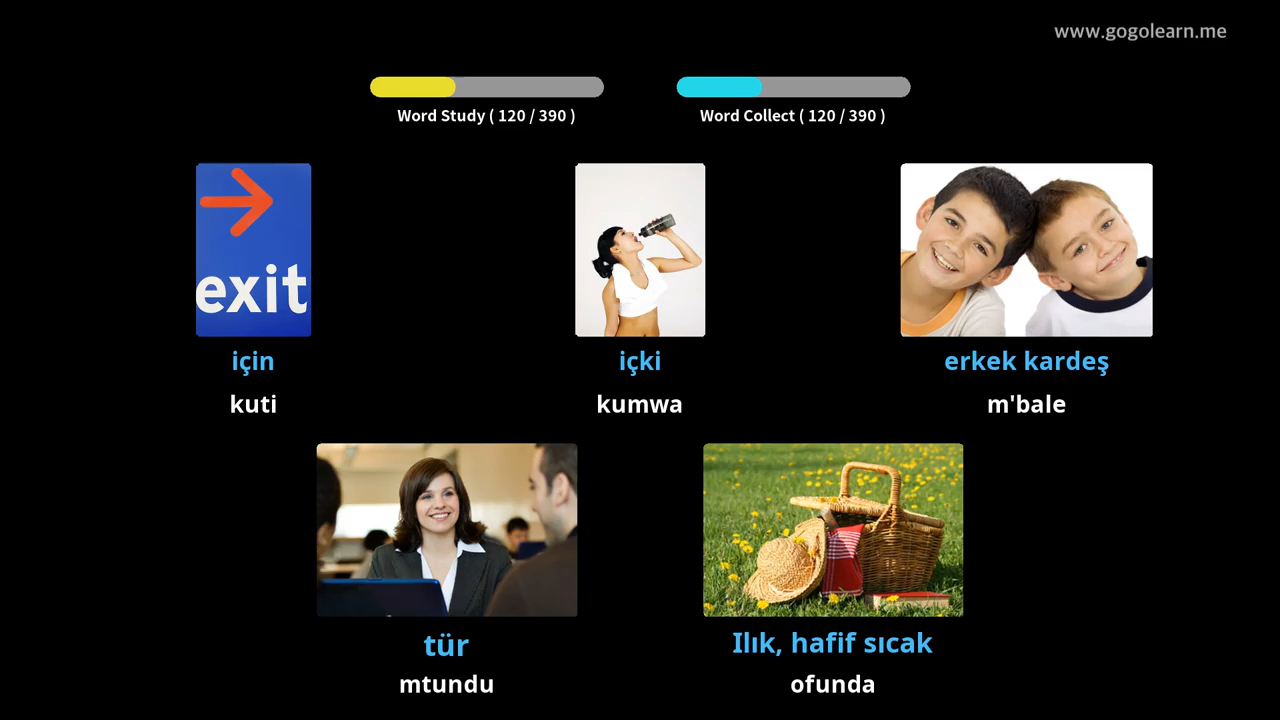 www.gogolearn.me
Word Study ( 120 / 390 )
Word Collect ( 120 / 390 )
exit
için
kuti
içki
kumwa
erkek kardeş
m'bale
tür
mtundu
Ilık, hafif sıcak
ofunda